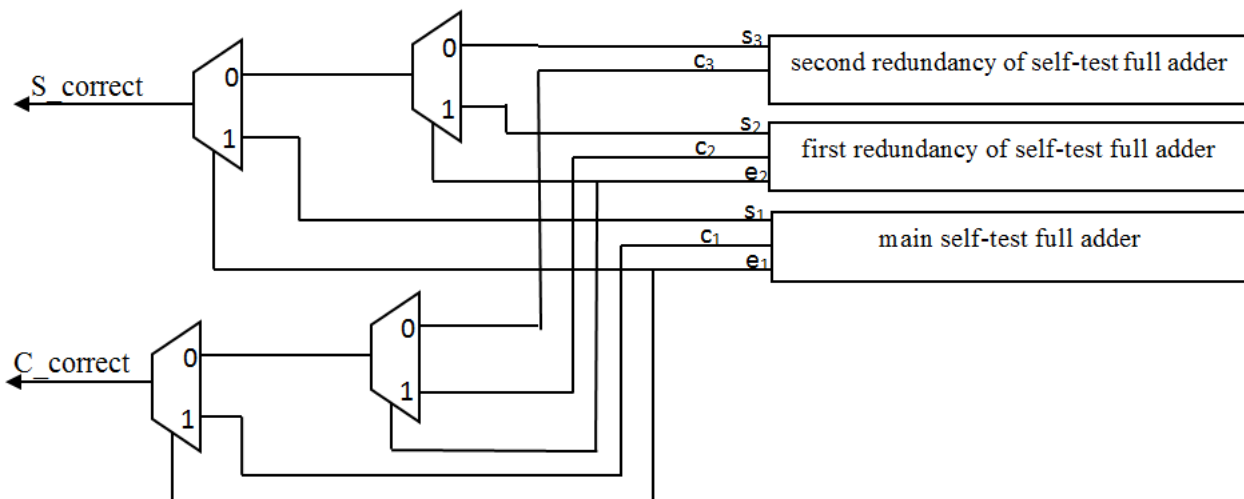 0
s₃
second redundancy of self-test full adder
c₃
0
S_correct
1
s₂
first redundancy of self-test full adder
c₂
1
e₂
s₁
main self-test full adder
c₁
e₁
0
0
C_correct
1
1